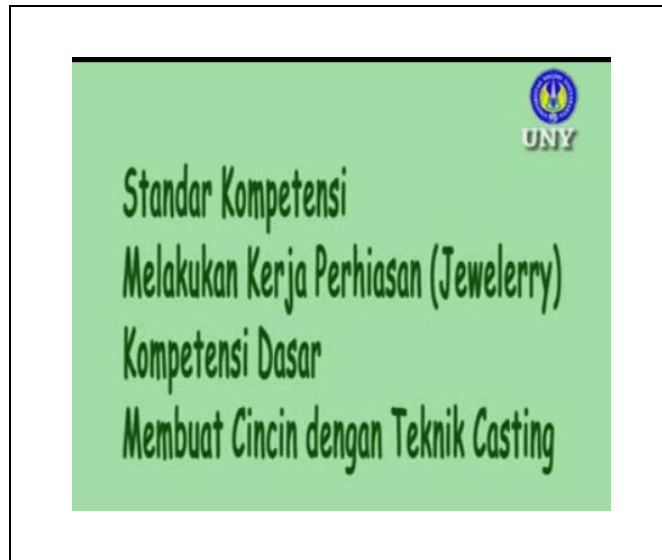 UNY
Standar Kompetensi
Melakukan Kerja Perhiasan (Jewelerry)
Kompetensi Dasar
Membuat Cincin dengan Teknik Casting